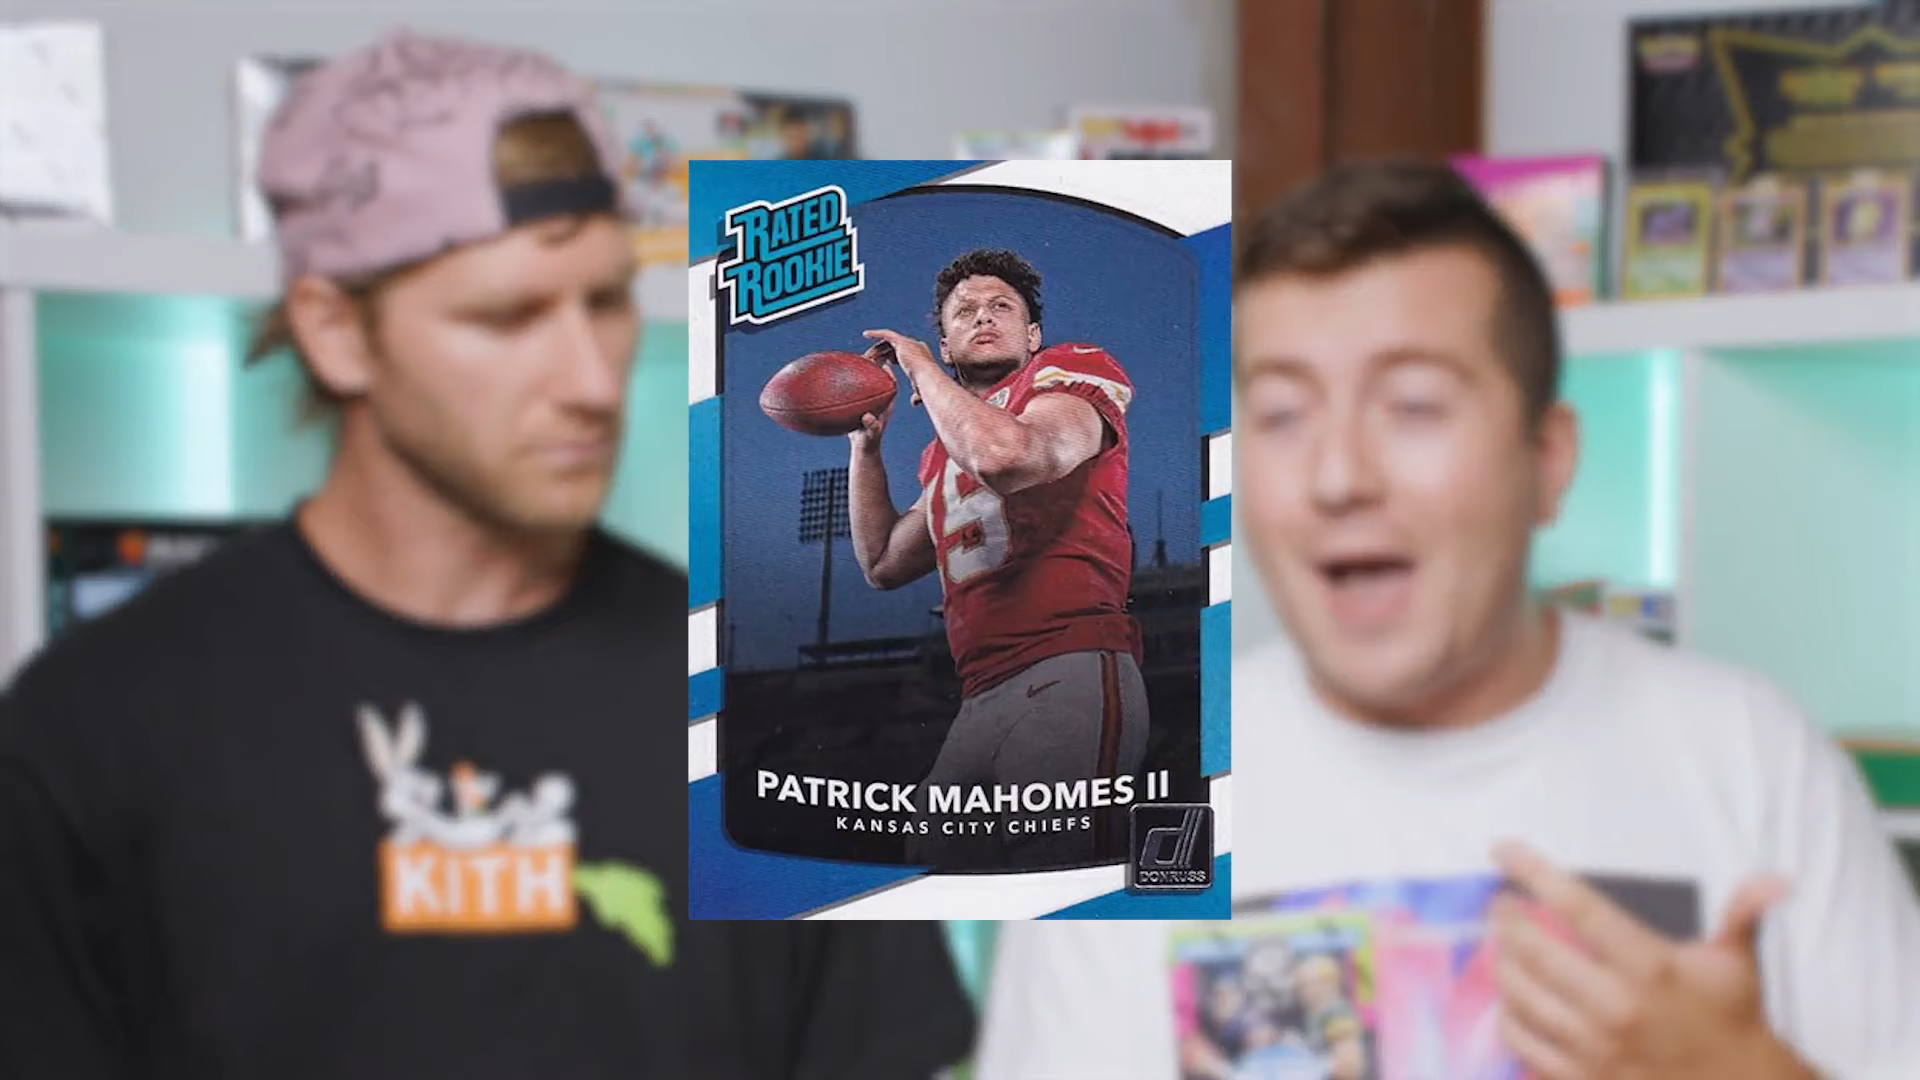 RATED
ROOKIE
PATRICK MAHOMES II
KANSAS CITY CHIEFS
DONRUSS
KITH